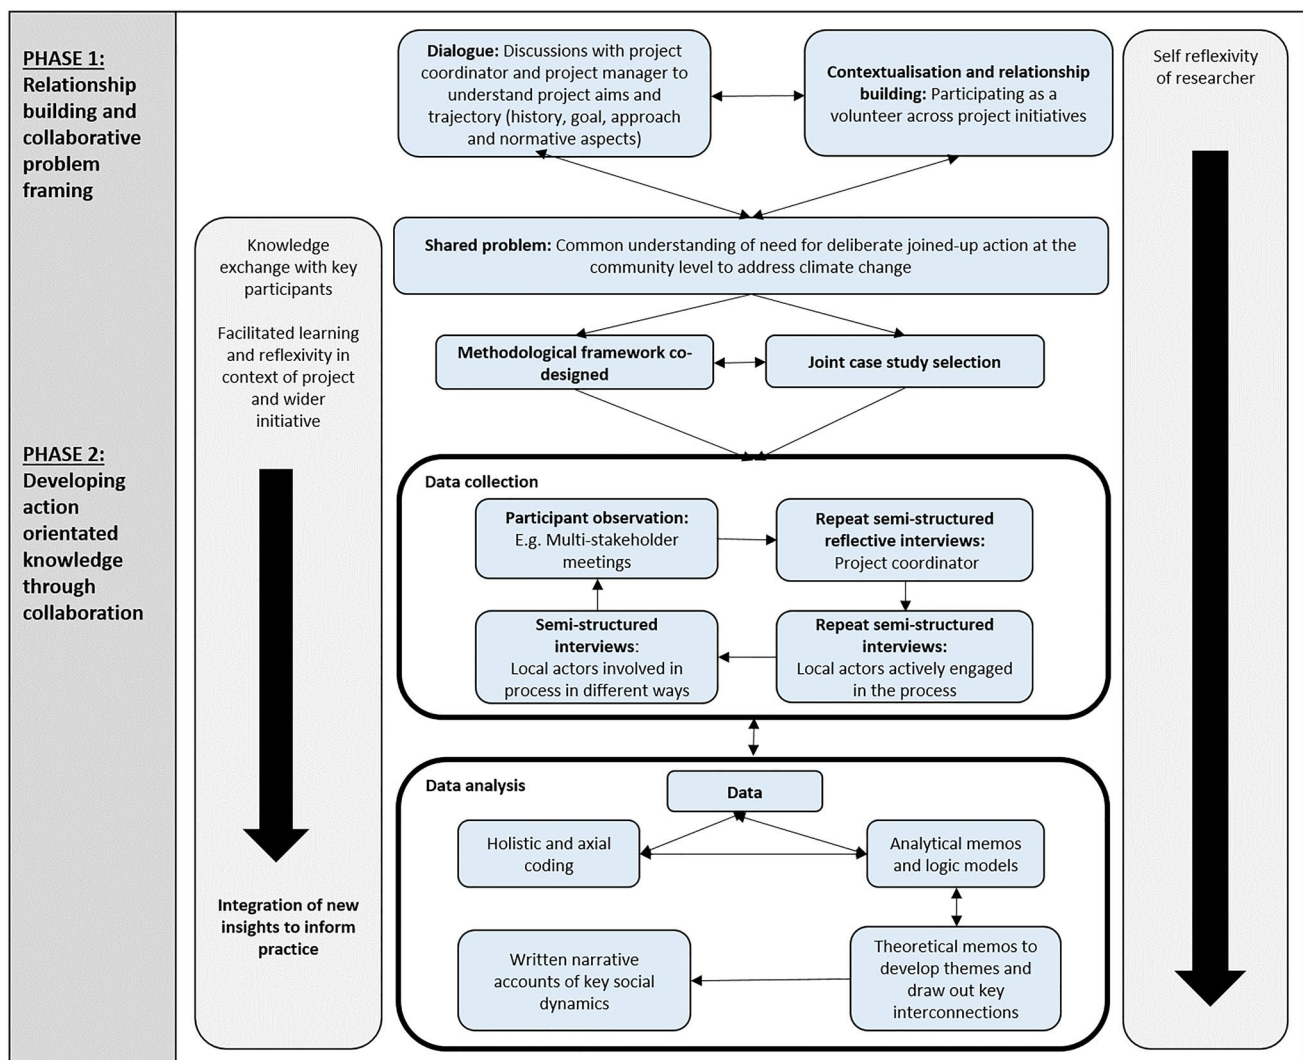 PHASE 1:
Relationship
building and
collaborative
problem
framing
PHASE 2:
Developing
action
orientated
knowledge
through
collaboration
Knowledge
exchange with key
participants
Facilitated learning
and reflexivity in
context of project
and wider
initiative
Integration of new
insights to inform
practice
Dialogue: Discussions with project
coordinator and project manager to
understand project aims and
trajectory (history, goal, approach
and normative aspects)
Contextualisation and relationship
building: Participating as a
volunteer across project initiatives
Shared problem: Common understanding of need for deliberate joined-up action at the
community level to address climate change
Methodological framework co-
designed
Joint case study selection
Data collection
Participant observation:
E.g. Multi-stakeholder
meetings
Repeat semi-structured
reflective interviews:
Project coordinator
Semi-structured
interviews:
Local actors involved in
process in different ways
Repeat semi-structured
interviews:
Local actors actively engaged
in the process
Data analysis
Data
Holistic and axial
coding
Analytical memos
and logic models
Written narrative
accounts of key social
dynamics
Theoretical memos to
develop themes and
draw out key
interconnections
Self reflexivity
of researcher